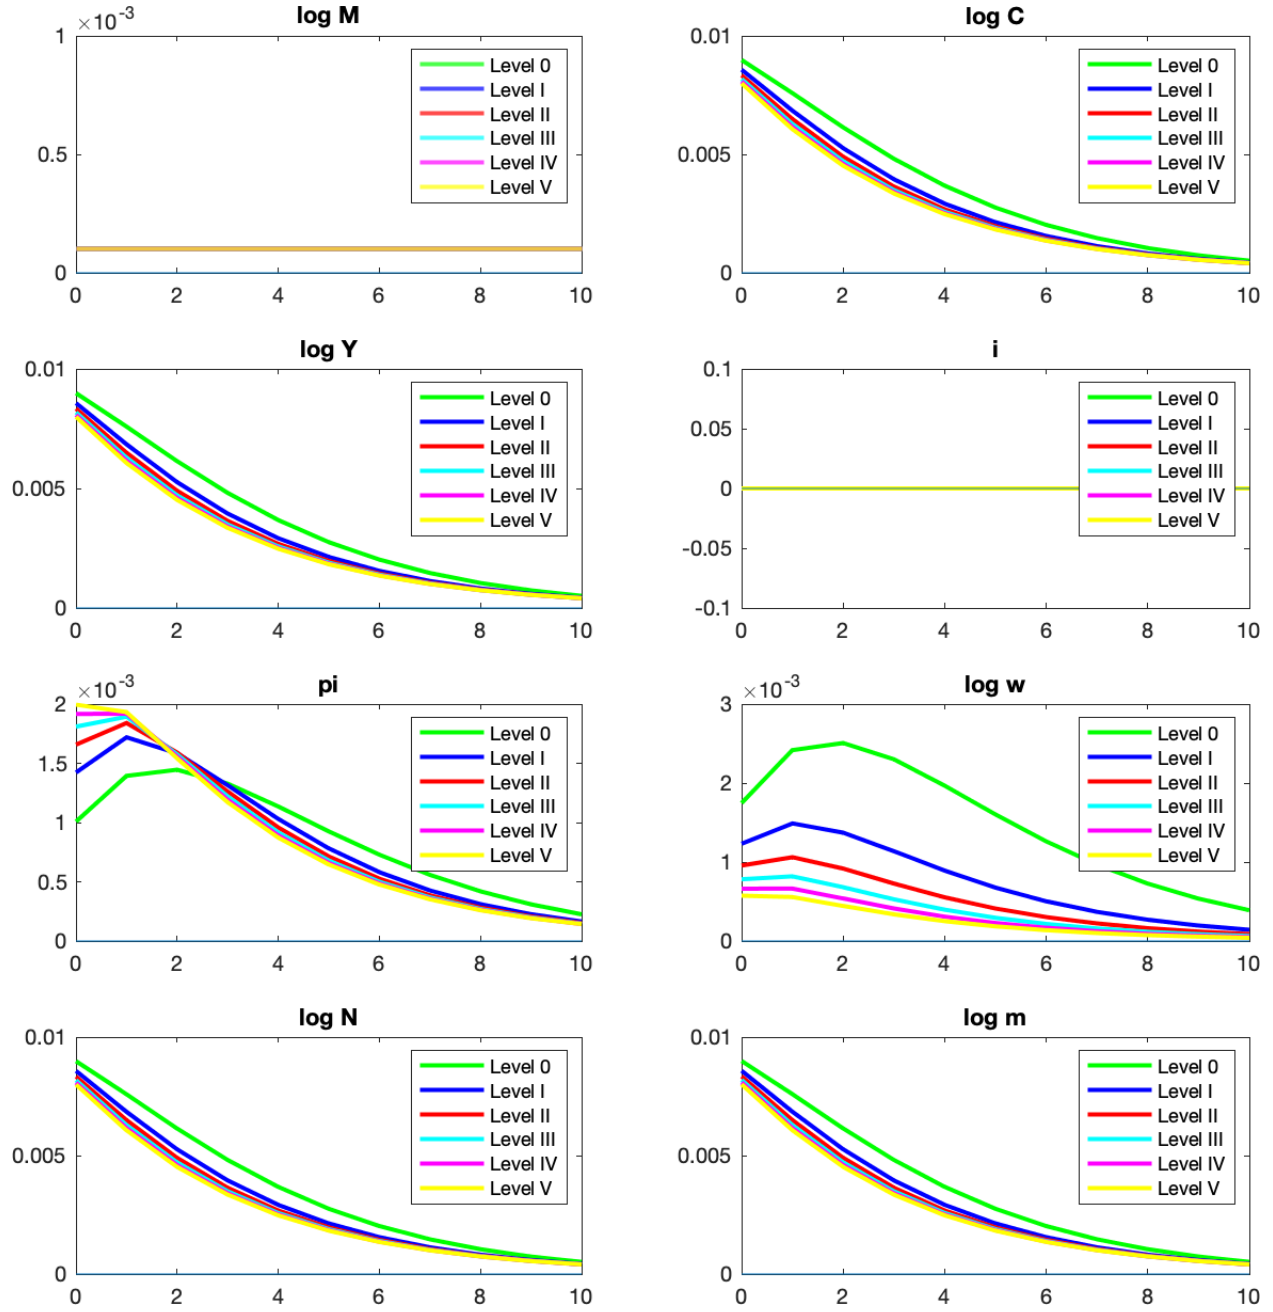 log M
×10-3
1
0.5
0
0 2 4 6 8 10
Level 0
Level I
Level II
Level III
Level IV
Level V
log C
0.01
0.005
0
0 2 4 6 8 10
Level 0
Level I
Level II
Level III
Level IV
Level V
log Y
0.01
0.005
0
0 2 4 6 8 10
Level 0
Level I
Level II
Level III
Level IV
Level V
i
0.1
0.05
0
-0.05
-0.1
0 2 4 6 8 10
Level 0
Level I
Level II
Level III
Level IV
Level V
pi
×10-3
2
1.5
1
0.5
0
0 2 4 6 8 10
Level 0
Level I
Level II
Level III
Level IV
Level V
log w
×10-3
3
2
1
0
0 2 4 6 8 10
Level 0
Level I
Level II
Level III
Level IV
Level V
log N
0.01
0.005
0
0 2 4 6 8 10
Level 0
Level I
Level II
Level III
Level IV
Level V
log m
0.01
0.005
0
0 2 4 6 8 10
Level 0
Level I
Level II
Level III
Level IV
Level V